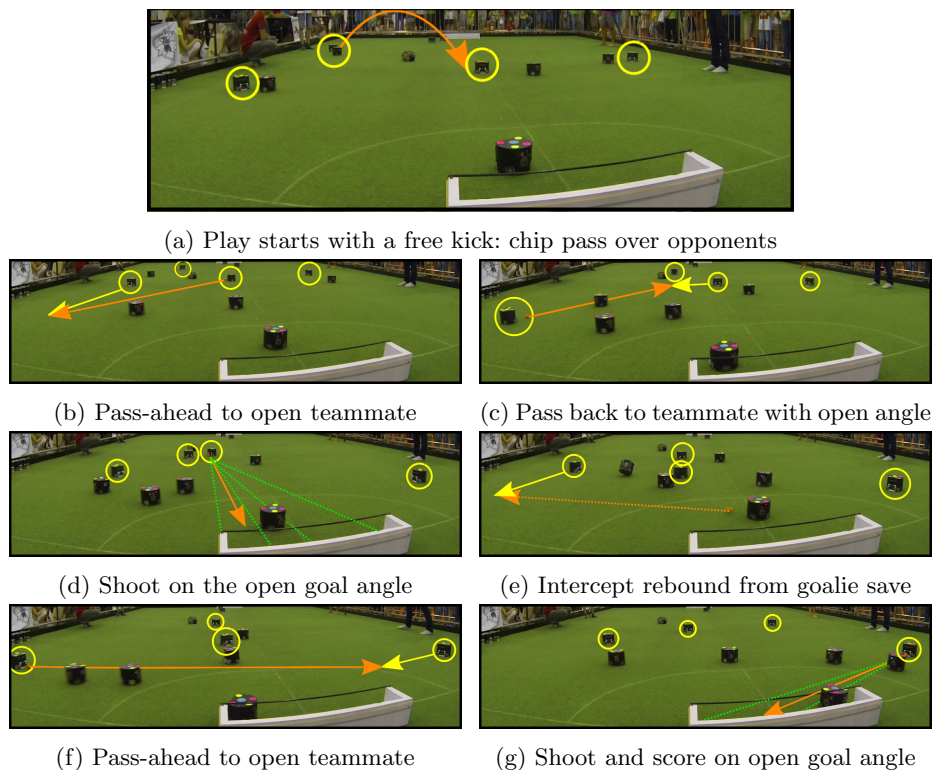 (a) Play starts with a free kick: chip pass over opponents
(b) Pass-ahead to open teammate
(c) Pass back to teammate with open angle
(d) Shoot on the open goal angle
(e) Intercept rebound from goalie save
(f) Pass-ahead to open teammate
(g) Shoot and score on open goal angle